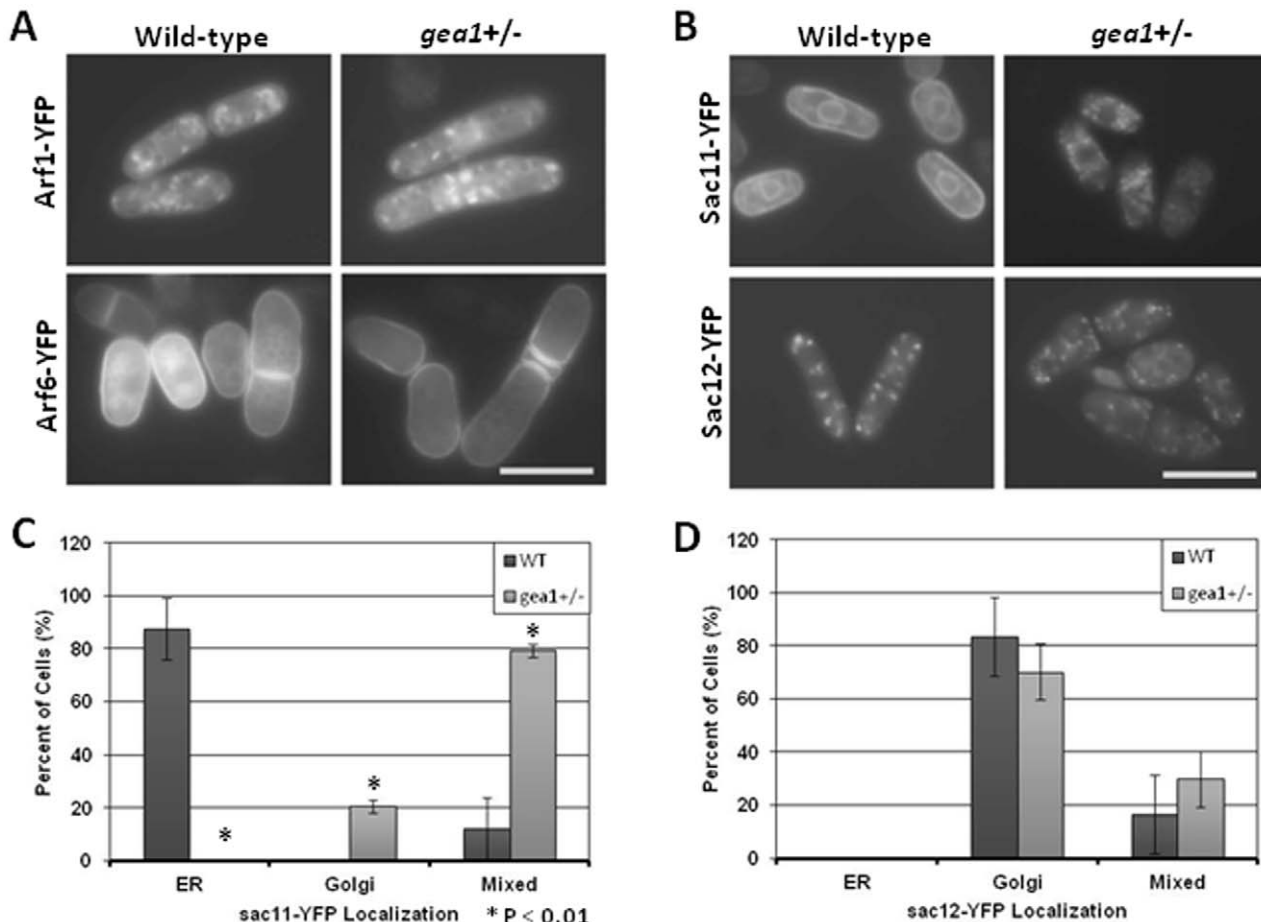 A
Wild-type
gea1+/-
Arf1-YFP
Arf6-YFP
B
Wild-type
gea1+/-
Sac11-YFP
Sac12-YFP
C
120
100
80
60
40
20
0
Percent of Cells (%)
WT
gea1+/-
*
*
*
ER
Golgi
Mixed
sac11-YFP Localization
* P < 0.01
D
120
100
80
60
40
20
0
Percent of Cells (%)
WT
gea1+/-
ER
Golgi
Mixed
sac12-YFP Localization